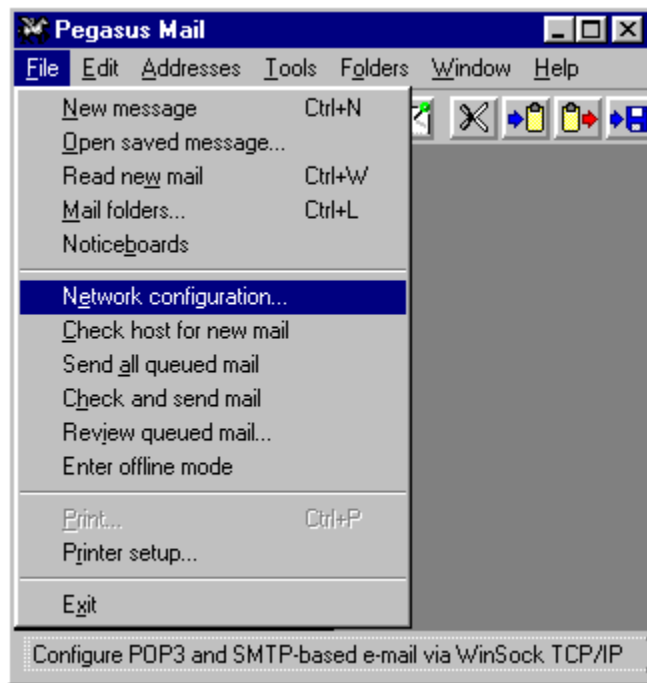 Pegasus Mail
File Edit Addresses Tools Folders Window Help
New message Ctrl+N
Open saved message...
Read new mail Ctrl+W
Mail folders... Ctrl+L
Noticeboards
Network configuration...
Check host for new mail
Send all queued mail
Check and send mail
Review queued mail...
Enter offline mode
Print... Ctrl+P
Printer setup...
Exit
Configure POP3 and SMTP-based e-mail via WinSock TCP/IP